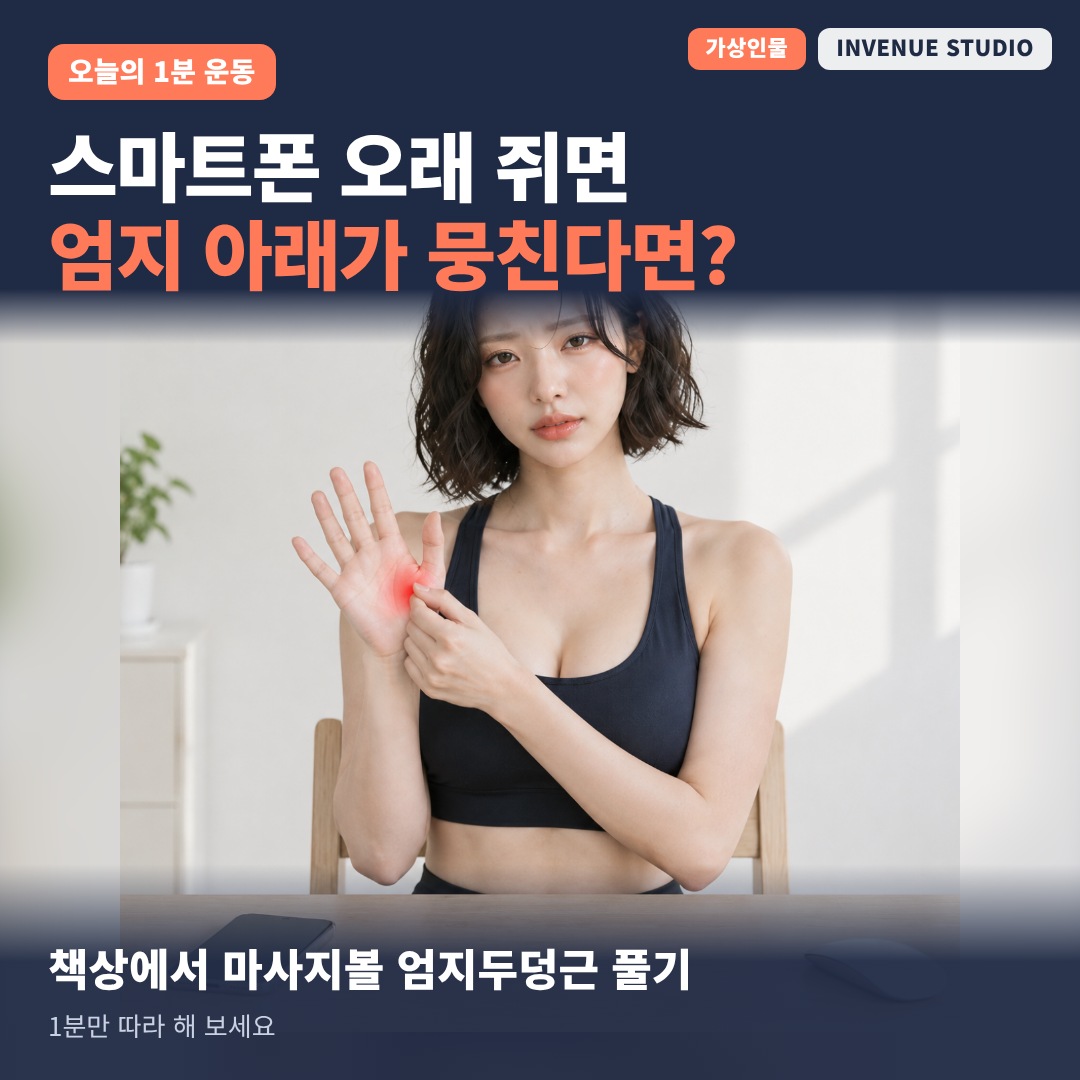 오늘의 1분 운동
가상인물
INVENUE STUDIO
스마트폰 오래 쥐면
엄지 아래가 뭉친다면?
책상에서 마사지볼 엄지두덩근 풀기
1분만 따라 해 보세요